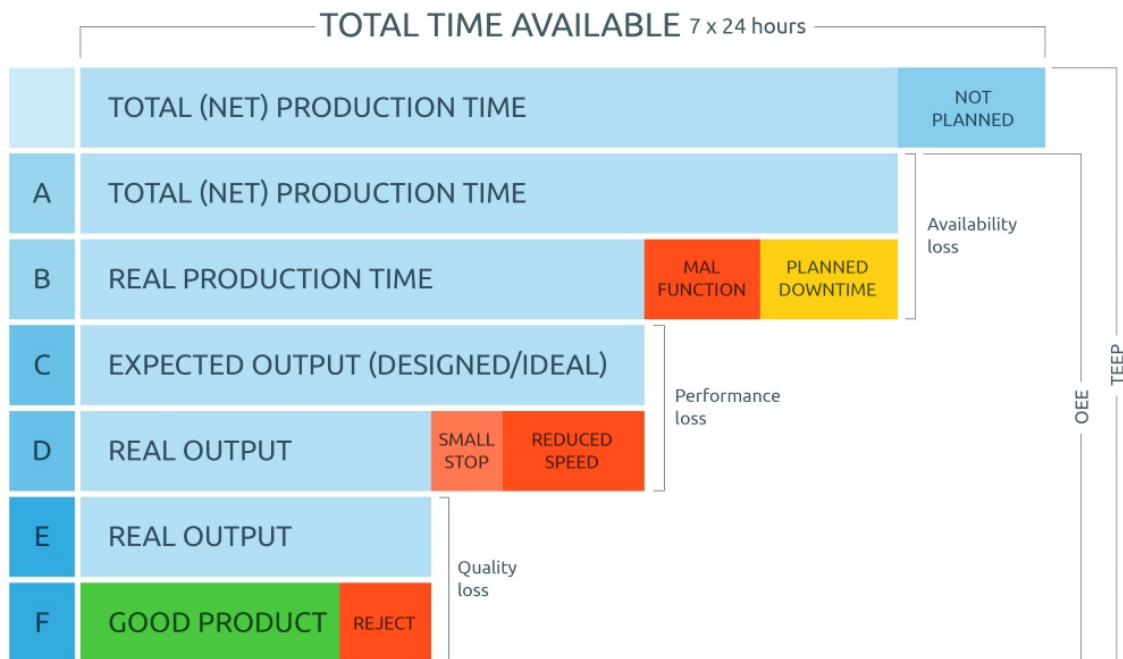 TOTAL TIME AVAILABLE 7 x 24 hours
TOTAL (NET) PRODUCTION TIME
NOT
PLANNED
A
TOTAL (NET) PRODUCTION TIME
Availability
loss
B
REAL PRODUCTION TIME
MAL
FUNCTION
PLANNED
DOWNTIME
C
EXPECTED OUTPUT (DESIGNED/IDEAL)
Performance
loss
D
REAL OUTPUT
SMALL
STOP
REDUCED
SPEED
OEE
TEEP
E
REAL OUTPUT
Quality
loss
F
GOOD PRODUCT
REJECT